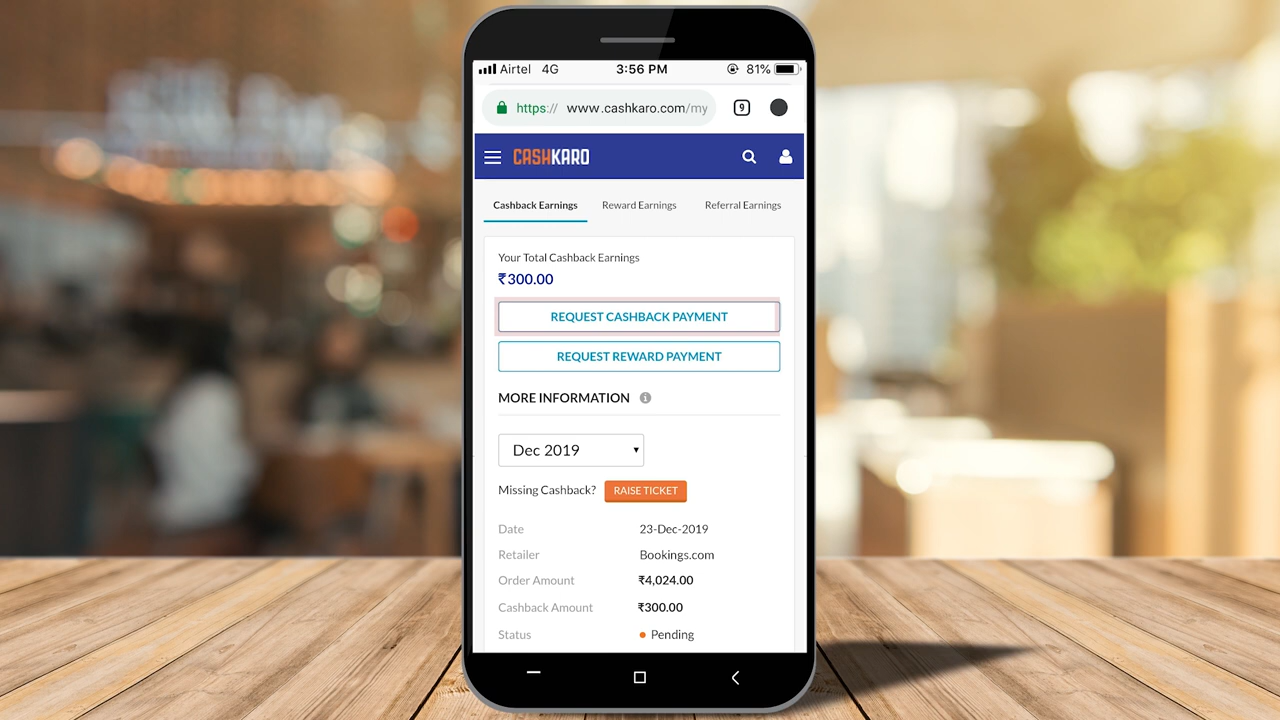 Airtel 4G 3:56 PM 81%
https:// www.cashkaro.com/my 9
CASHKARO
Cashback Earnings Reward Earnings Referral Earnings
Your Total Cashback Earnings
₹300.00
REQUEST CASHBACK PAYMENT
REQUEST REWARD PAYMENT
MORE INFORMATION i
Dec 2019
Missing Cashback? RAISE TICKET
Date 23-Dec-2019
Retailer Bookings.com
Order Amount ₹4,024.00
Cashback Amount ₹300.00
Status Pending